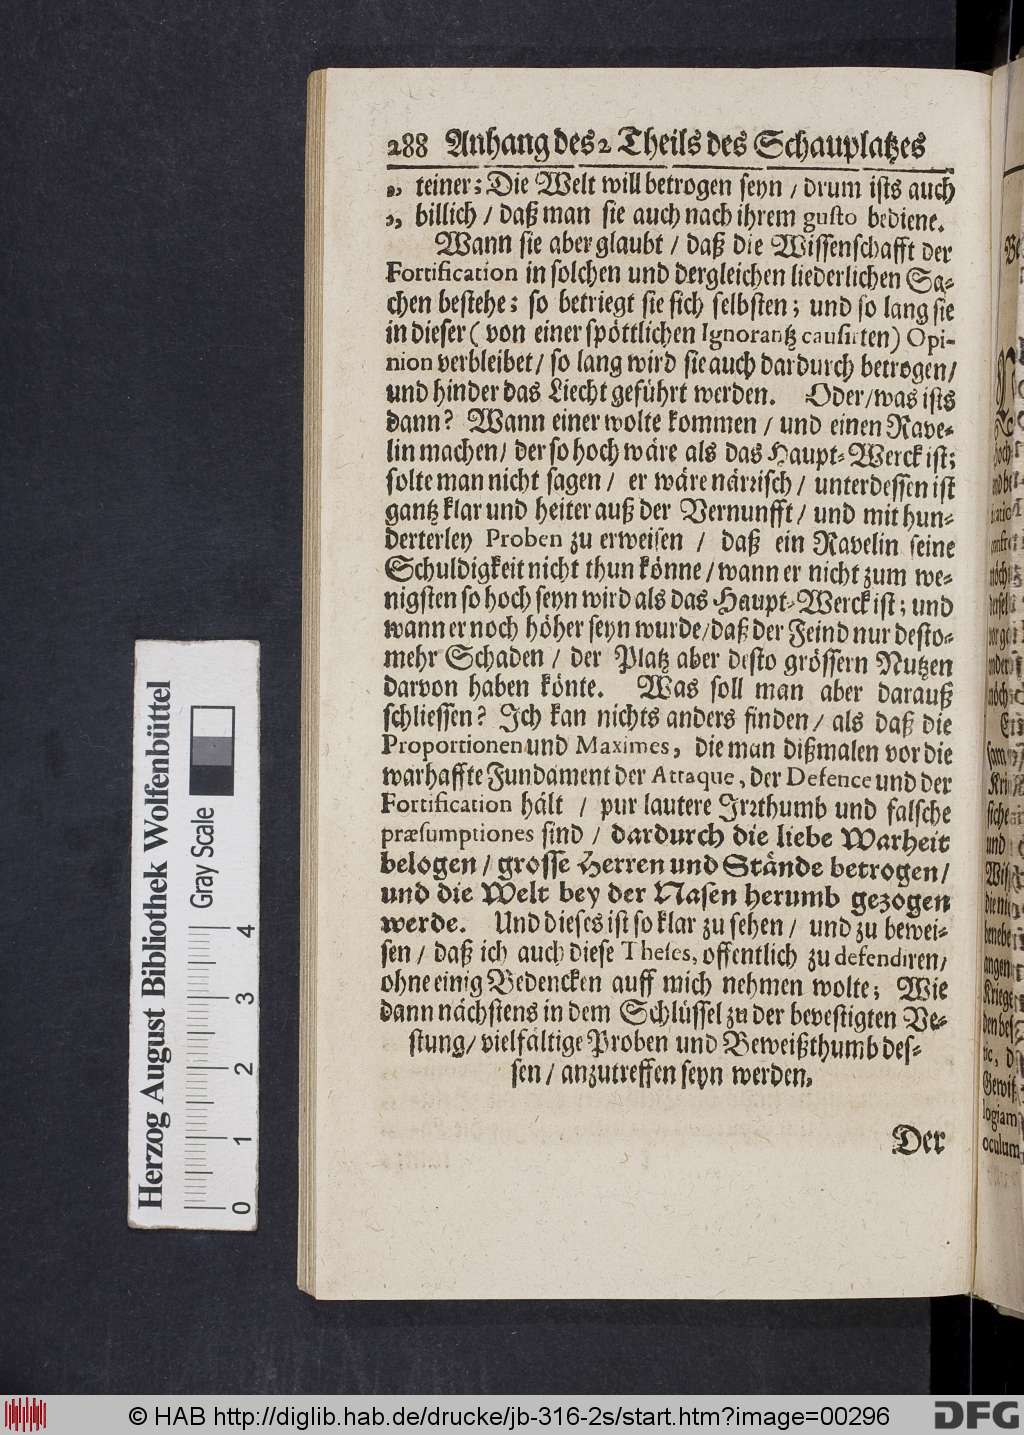 288 Anhang des 2 Theils des Schauplatzes
„ teiner; Die Welt will betrogen seyn / drum ists auch
„ billich / daß man sie auch nach ihrem gusto bediene.
Wann sie aber glaubt / daß die Wissenschafft der
Fortification in solchen und dergleichen liederlichen Sa-
chen bestehe; so betriegt sie sich selbsten; und so lang sie
in dieser ( von einer spöttlichen Ignorantz causirten) Opi-
nion verbleibet / so lang wird sie auch dardurch betrogen /
und hinder das Liecht geführt werden. Oder / was ists
dann? Wann einer wolte kommen / und einen Rave-
lin machen / der so hoch wäre als das Haupt-Werck ist;
solte man nicht sagen / er wäre närrisch / unterdessen ist
gantz klar und heiter auß der Vernunfft / und mit hun-
derterley Proben zu erweisen / daß ein Ravelin seine
Schuldigkeit nicht thun könne / wann er nicht zum we-
nigsten so hoch seyn wird als das Haupt-Werck ist; und
wann er noch höher seyn wurde / daß der Feind nur desto-
mehr Schaden / der Platz aber desto grössern Nutzen
darvon haben könte. Was soll man aber darauß
schliessen? Ich kan nichts anders finden / als daß die
Proportionen und Maximes, die man dißmalen vor die
warhaffte Fundament der Attaque, der Defence und der
Fortification hält / pur lautere Irrthumb und falsche
præsumptiones sind / dardurch die liebe Warheit
belogen / grosse Herren und Stände betrogen /
und die Welt bey der Nasen herumb gezogen
werde. Und dieses ist so klar zu sehen / und zu bewei-
sen / daß ich auch diese Theses, offentlich zu defendiren /
ohne einig Bedencken auff mich nehmen wolte; Wie
dann nächstens in dem Schlüssel zu der bevestigten Ve-
stung / vielfältige Proben und Beweißthumb des-
sen / anzutreffen seyn werden.
Der
Herzog August Bibliothek Wolfenbüttel
Gray Scale
0 1 2 3 4
© HAB http://diglib.hab.de/drucke/jb-316-2s/start.htm?image=00296
DFG